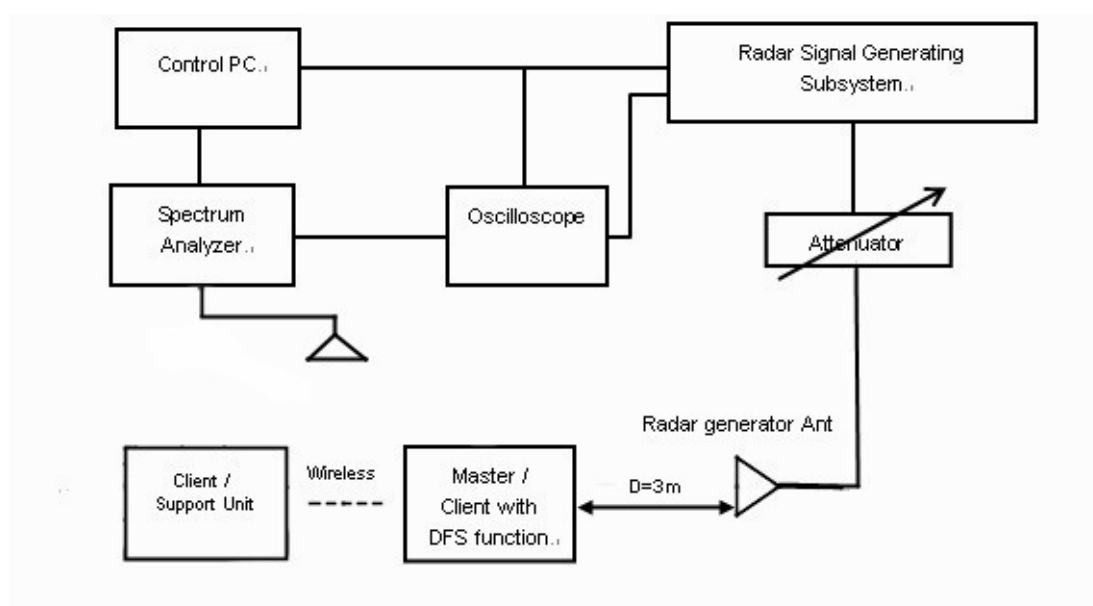 Control PC.
Radar Signal Generating
Subsystem.
Spectrum
Analyzer.
Oscilloscope
Attenuator
Radar generator Ant
Client /
Support Unit
Wireless
Master /
Client with
DFS function.
D=3m